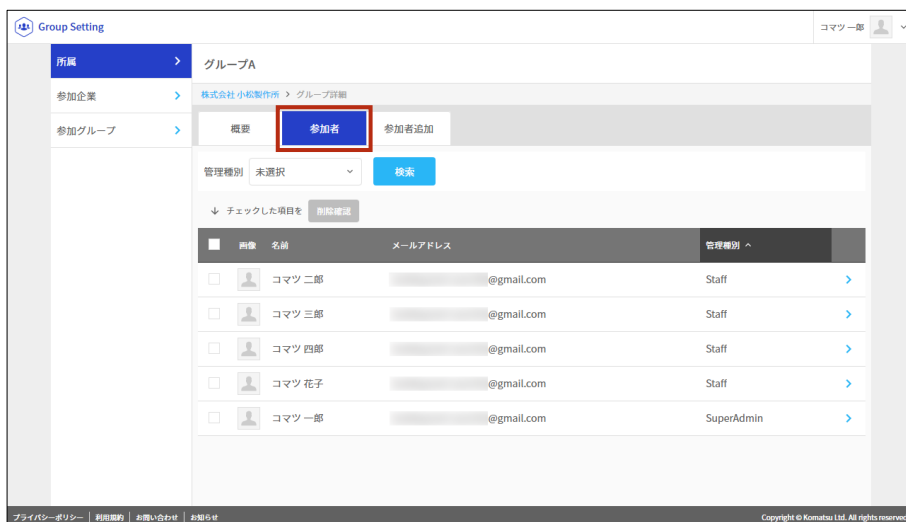 Group Setting
コマツ 一郎
所属
参加企業
参加グループ
グループA
株式会社 小松製作所 > グループ詳細
概要 参加者 参加者追加
管理種別 未選択 検索
↓ チェックした項目を 削除確認
画像 名前 メールアドレス 管理種別
コマツ 二郎 @gmail.com Staff
コマツ 三郎 @gmail.com Staff
コマツ 四郎 @gmail.com Staff
コマツ 花子 @gmail.com Staff
コマツ 一郎 @gmail.com SuperAdmin
プライバシーポリシー | 利用規約 | お問い合わせ | お知らせ
Copyright © Komatsu Ltd. All rights reserved